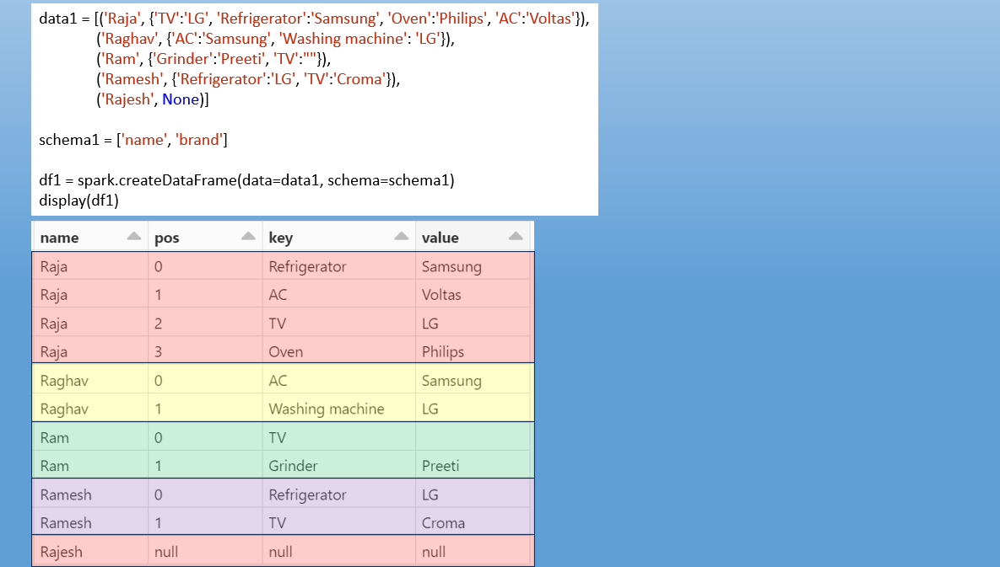 data1 = [('Raja', {'TV':'LG', 'Refrigerator':'Samsung', 'Oven':'Philips', 'AC':'Voltas'}),
('Raghav', {'AC':'Samsung', 'Washing machine': 'LG'}),
('Ram', {'Grinder':'Preeti', 'TV':""}),
('Ramesh', {'Refrigerator':'LG', 'TV':'Croma'}),
('Rajesh', None)]
schema1 = ['name', 'brand']
df1 = spark.createDataFrame(data=data1, schema=schema1)
display(df1)
name pos key value
Raja 0 Refrigerator Samsung
Raja 1 AC Voltas
Raja 2 TV LG
Raja 3 Oven Philips
Raghav 0 AC Samsung
Raghav 1 Washing machine LG
Ram 0 TV
Ram 1 Grinder Preeti
Ramesh 0 Refrigerator LG
Ramesh 1 TV Croma
Rajesh null null null